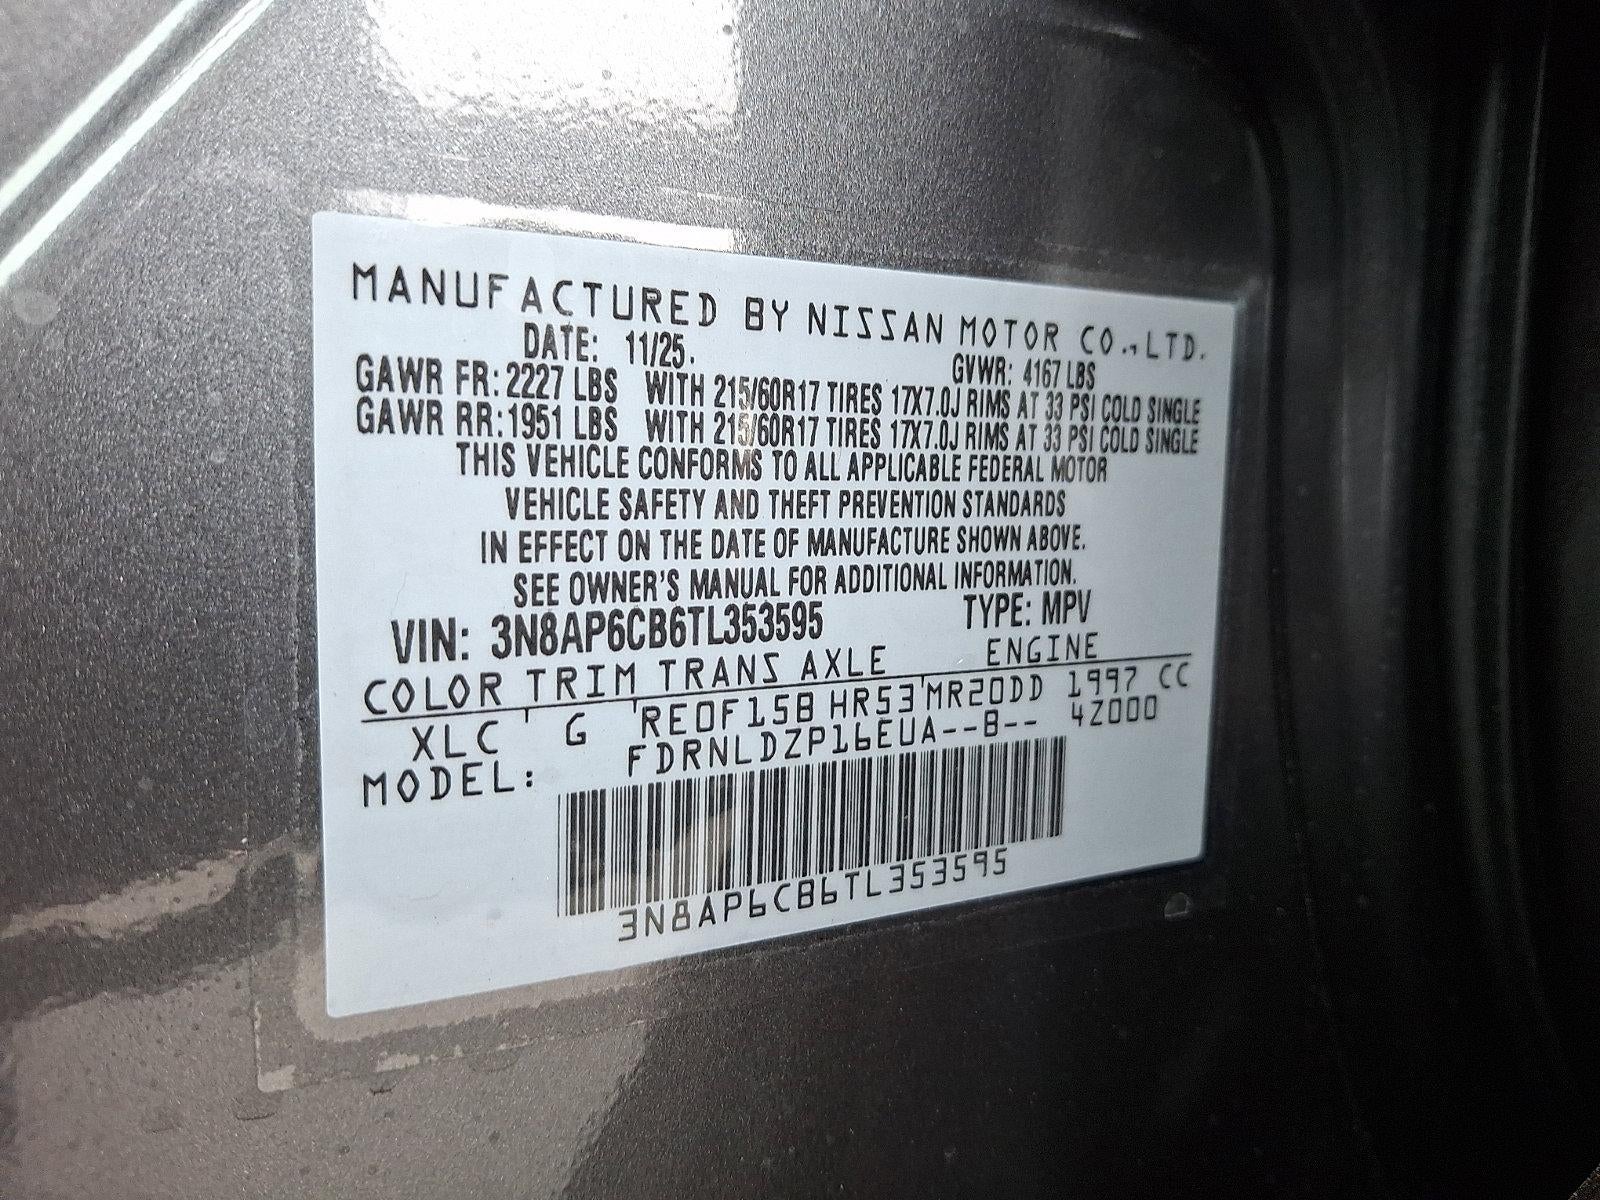 MANUFACTURED BY NISSAN MOTOR CO.,LTD.
DATE: 11/25. GVWR: 4167 LBS
GAWR FR: 2227 LBS WITH 215/60R17 TIRES 17X7.0J RIMS AT 33 PSI COLD SINGLE
GAWR RR: 1951 LBS WITH 215/60R17 TIRES 17X7.0J RIMS AT 33 PSI COLD SINGLE
THIS VEHICLE CONFORMS TO ALL APPLICABLE FEDERAL MOTOR
VEHICLE SAFETY AND THEFT PREVENTION STANDARDS
IN EFFECT ON THE DATE OF MANUFACTURE SHOWN ABOVE.
SEE OWNER'S MANUAL FOR ADDITIONAL INFORMATION.
VIN: 3N8AP6CB6TL353595 TYPE: MPV
COLOR TRIM TRANS AXLE ENGINE
XLC G RE0F15B HR53 MR20DD 1997 CC
MODEL: FDRNLDZP16EUA--B-- 4Z000
3N8AP6CB6TL353595